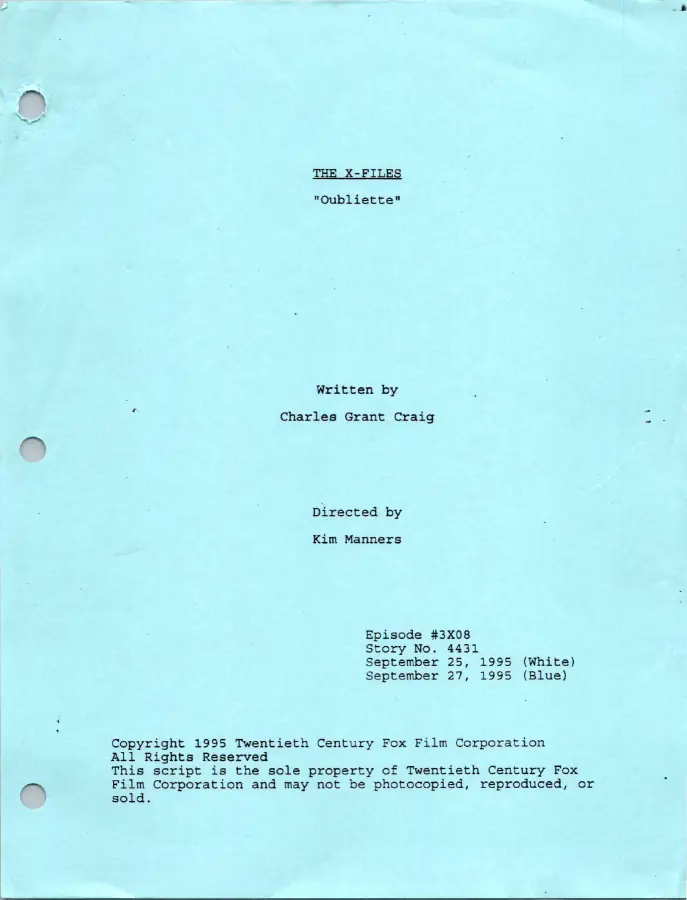 THE X-FILES
"Oubliette"
Written by
Charles Grant Craig
Directed by
Kim Manners
Episode #3X08
Story No. 4431
September 25, 1995 (White)
September 27, 1995 (Blue)
Copyright 1995 Twentieth Century Fox Film Corporation
All Rights Reserved
This script is the sole property of Twentieth Century Fox
Film Corporation and may not be photocopied, reproduced, or
sold.